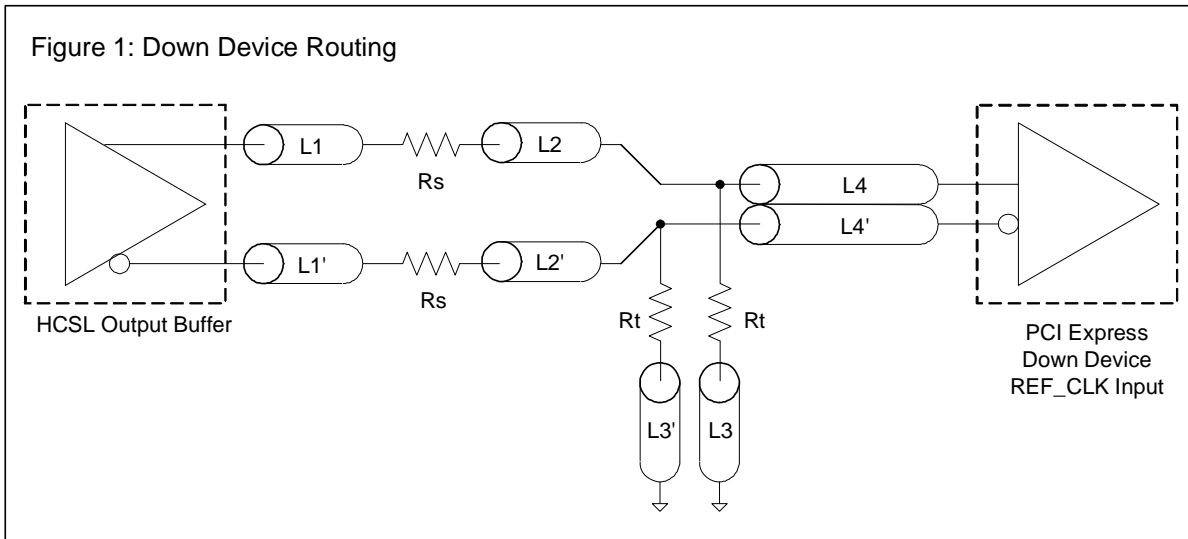 Figure 1: Down Device Routing
L1
Rs
L2
L4
L4'
L1'
Rs
L2'
HCSL Output Buffer
Rt
Rt
PCI Express
Down Device
REF_CLK Input
L3'
L3